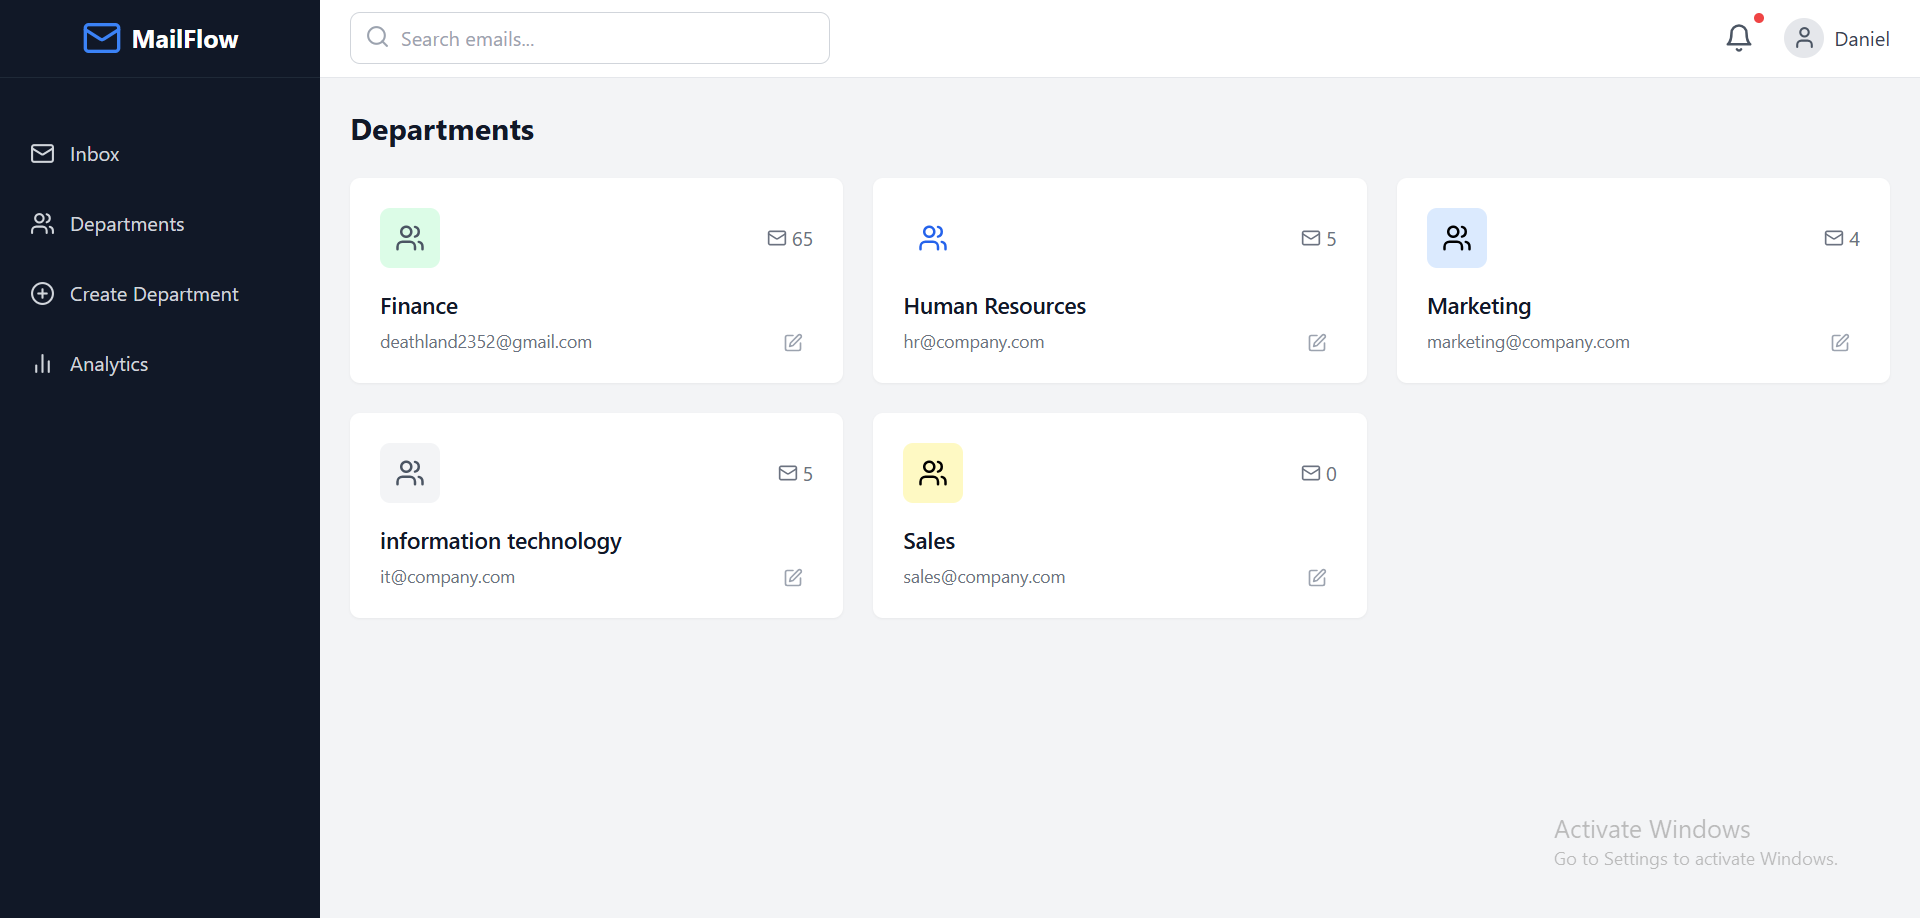 MailFlow
Search emails...
Daniel
Inbox
Departments
Create Department
Analytics
Departments
65
Finance
deathland2352@gmail.com
5
Human Resources
hr@company.com
4
Marketing
marketing@company.com
5
information technology
it@company.com
0
Sales
sales@company.com
Activate Windows
Go to Settings to activate Windows.